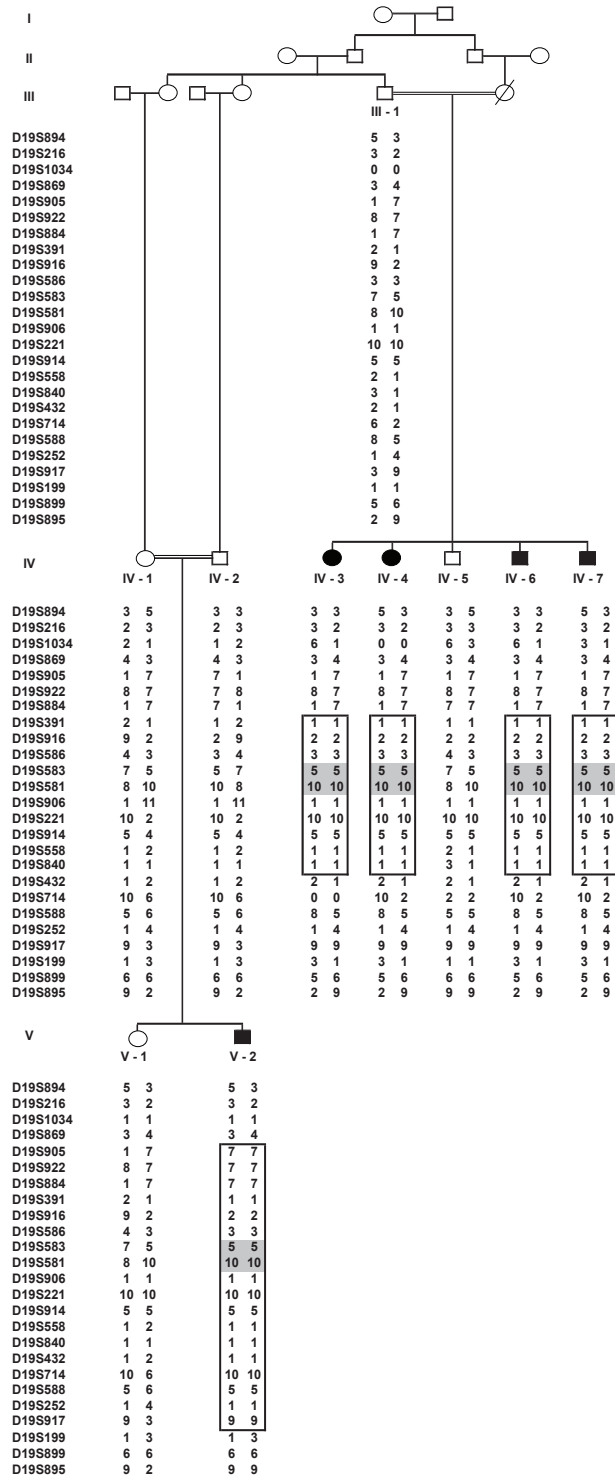 I
II
III
III - 1
D19S894 5 3
D19S216 3 2
D19S1034 0 0
D19S869 3 4
D19S905 1 7
D19S922 8 7
D19S884 1 7
D19S391 2 1
D19S916 9 2
D19S586 3 3
D19S583 7 5
D19S581 8 10
D19S906 1 1
D19S221 10 10
D19S914 5 5
D19S558 2 1
D19S840 3 1
D19S432 2 1
D19S714 6 2
D19S588 8 5
D19S252 1 4
D19S917 3 9
D19S199 1 1
D19S899 5 6
D19S895 2 9
IV
IV - 1 IV - 2 IV - 3 IV - 4 IV - 5 IV - 6 IV - 7
D19S894 3 5 3 3 3 3 5 3 3 5 3 3 5 3
D19S216 2 3 2 3 3 2 3 2 3 3 3 2 3 2
D19S1034 2 1 1 2 6 1 0 0 6 3 6 1 3 1
D19S869 4 3 4 3 3 4 3 4 3 4 3 4 3 4
D19S905 1 7 7 1 1 7 1 7 1 7 1 7 1 7
D19S922 8 7 7 8 8 7 8 7 8 7 8 7 8 7
D19S884 1 7 7 1 1 7 1 7 7 7 1 7 1 7
D19S391 2 1 1 2 1 1 1 1 1 1 1 1 1 1
D19S916 9 2 2 9 2 2 2 2 2 2 2 2 2 2
D19S586 4 3 3 4 3 3 3 3 4 3 3 3 3 3
D19S583 7 5 5 7 5 5 5 5 7 5 5 5 5 5
D19S581 8 10 10 8 10 10 10 10 8 10 10 10 10 10
D19S906 1 11 1 11 1 1 1 1 1 1 1 1 1 1
D19S221 10 2 10 2 10 10 10 10 10 10 10 10 10 10
D19S914 5 4 5 4 5 5 5 5 5 5 5 5 5 5
D19S558 1 2 1 2 1 1 1 1 2 1 1 1 1 1
D19S840 1 1 1 1 1 1 1 1 3 1 1 1 1 1
D19S432 1 2 1 2 2 1 2 1 2 1 2 1 2 1
D19S714 10 6 10 6 0 0 10 2 2 2 10 2 10 2
D19S588 5 6 5 6 8 5 8 5 5 5 8 5 8 5
D19S252 1 4 1 4 1 4 1 4 1 4 1 4 1 4
D19S917 9 3 9 3 9 9 9 9 9 9 9 9 9 9
D19S199 1 3 1 3 3 1 3 1 1 1 3 1 3 1
D19S899 6 6 6 6 5 6 5 6 6 6 5 6 5 6
D19S895 9 2 9 2 2 9 2 9 2 9 2 9 2 9
V
V - 1 V - 2
D19S894 5 3 5 3
D19S216 3 2 3 2
D19S1034 1 1 1 1
D19S869 3 4 3 4
D19S905 1 7 7 7
D19S922 8 7 7 7
D19S884 1 7 7 7
D19S391 2 1 1 1
D19S916 9 2 2 2
D19S586 4 3 3 3
D19S583 7 5 5 5
D19S581 8 10 10 10
D19S906 1 1 1 1
D19S221 10 10 10 10
D19S914 5 5 5 5
D19S558 1 2 1 1
D19S840 1 1 1 1
D19S432 1 2 1 1
D19S714 10 6 10 10
D19S588 5 6 5 5
D19S252 1 4 1 1
D19S917 9 3 9 9
D19S199 1 3 1 3
D19S899 6 6 6 6
D19S895 9 2 9 9